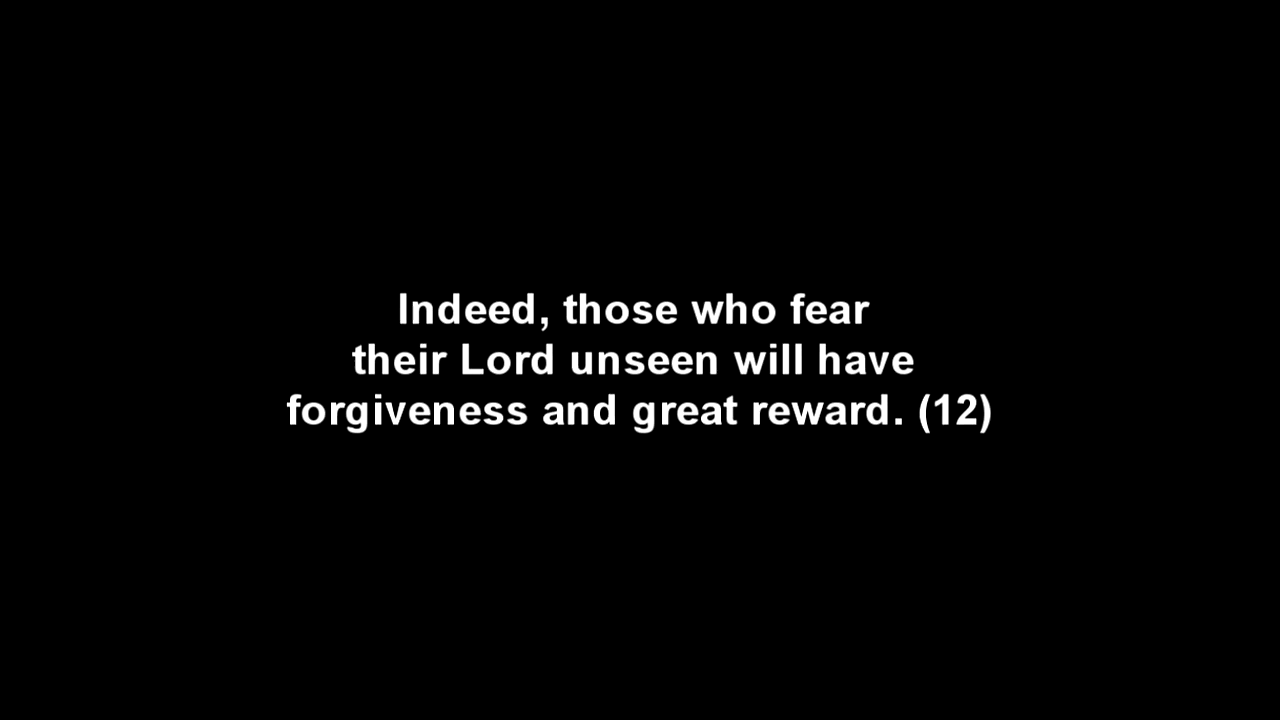 Indeed, those who fear
their Lord unseen will have
forgiveness and great reward. (12)